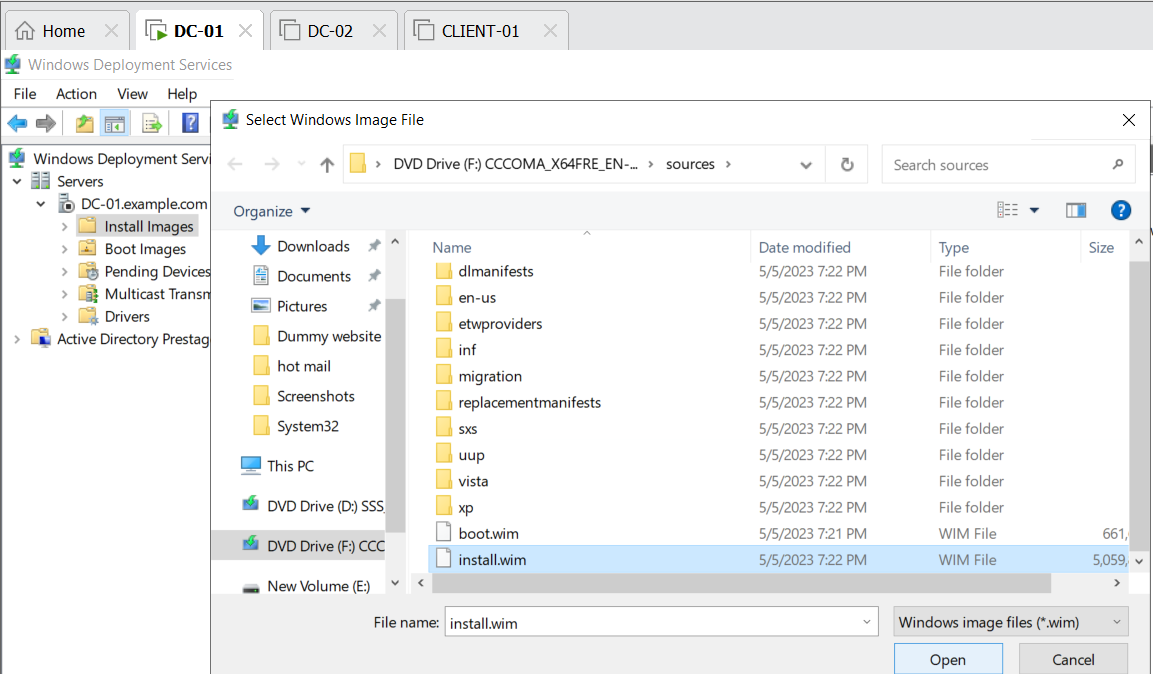 Home
DC-01
DC-02
CLIENT-01
Windows Deployment Services
File Action View Help
Select Windows Image File
DVD Drive (F:) CCCOMA_X64FRE_EN-... > sources >
Search sources
Windows Deployment Servi
Servers
DC-01.example.com
Install Images
Boot Images
Pending Devices
Multicast Transm
Drivers
Active Directory Prestag
Organize
Downloads
Documents
Pictures
Dummy website
hot mail
Screenshots
System32
This PC
DVD Drive (D:) SSS_
DVD Drive (F:) CCC
New Volume (E:)
Name Date modified Type Size
dlmanifests 5/5/2023 7:22 PM File folder
en-us 5/5/2023 7:22 PM File folder
etwproviders 5/5/2023 7:22 PM File folder
inf 5/5/2023 7:22 PM File folder
migration 5/5/2023 7:22 PM File folder
replacementmanifests 5/5/2023 7:22 PM File folder
sxs 5/5/2023 7:22 PM File folder
uup 5/5/2023 7:22 PM File folder
vista 5/5/2023 7:22 PM File folder
xp 5/5/2023 7:22 PM File folder
boot.wim 5/5/2023 7:21 PM WIM File 661,
install.wim 5/5/2023 7:22 PM WIM File 5,059,
File name: install.wim
Windows image files (*.wim)
Open Cancel